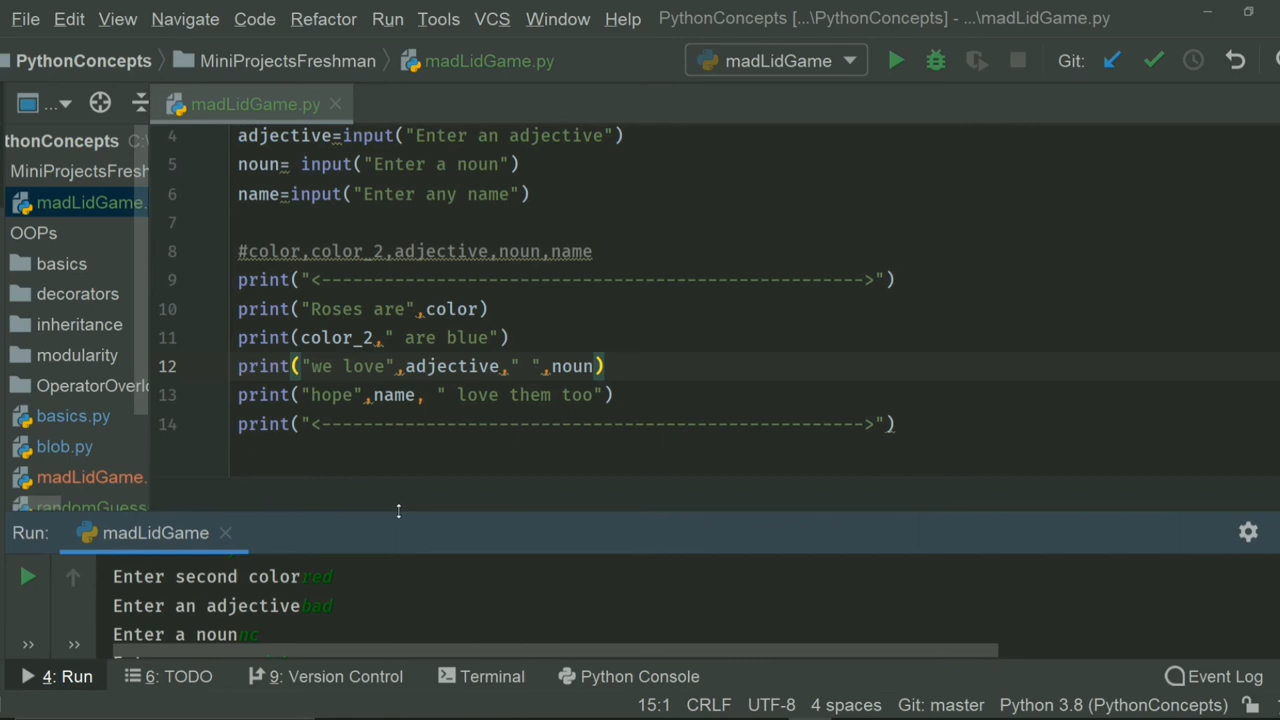 File Edit View Navigate Code Refactor Run Tools VCS Window Help PythonConcepts [...\PythonConcepts] - ...\madLidGame.py
PythonConcepts MiniProjectsFreshman madLidGame.py madLidGame Git:
... madLidGame.py
thonConcepts C:\
MiniProjectsFresh
madLidGame.
OOPs
basics
decorators
inheritance
modularity
OperatorOverlo
basics.py
blob.py
madLidGame.
randomGuess
4 adjective=input("Enter an adjective")
5 noun= input("Enter a noun")
6 name=input("Enter any name")
7
8 #color,color_2,adjective,noun,name
9 print("<---------------------------------------------------->")
10 print("Roses are",color)
11 print(color_2," are blue")
12 print("we love",adjective," ",noun)
13 print("hope",name, " love them too")
14 print("<---------------------------------------------------->")
Run: madLidGame
Enter second colorred
Enter an adjectivebad
Enter a nounnc
4: Run 6: TODO 9: Version Control Terminal Python Console Event Log
15:1 CRLF UTF-8 4 spaces Git: master Python 3.8 (PythonConcepts)